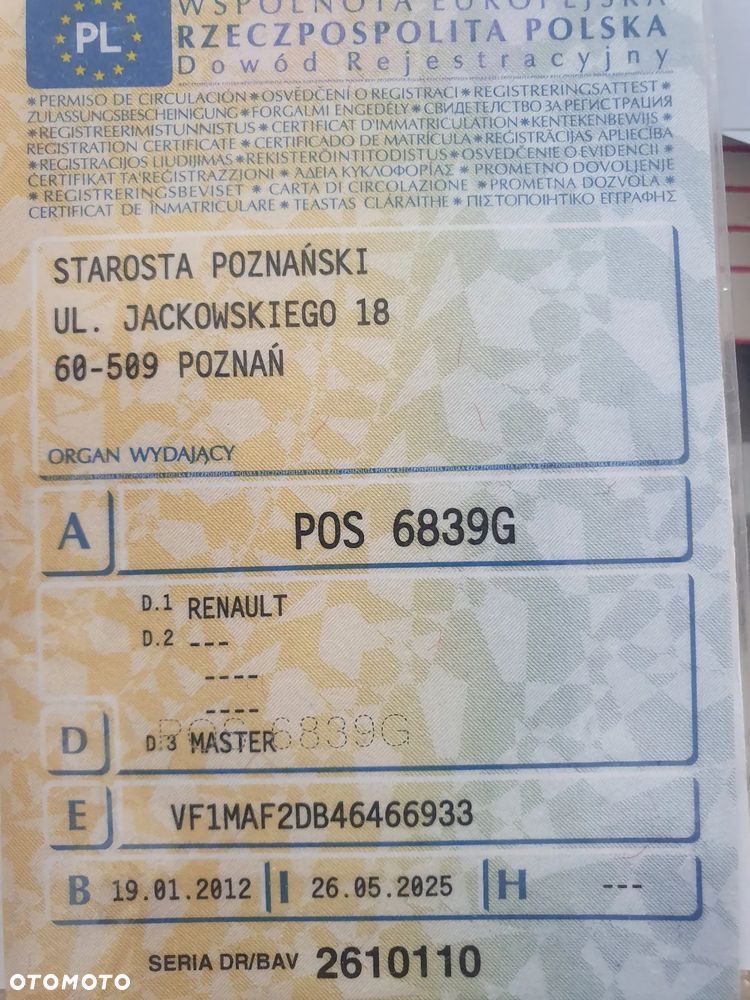 WSPÓLNOTA EUROPEJSKA
PL
RZECZPOSPOLITA POLSKA
Dowód Rejestracyjny
*PERMISO DE CIRCULACIÓN*OSVĚDČENÍ O REGISTRACI*REGISTRERINGSATTEST*
ZULASSUNGSBESCHEINIGUNG*FORGALMI ENGEDÉLY*СВИДЕТЕЛСТВО ЗА РЕГИСТРАЦИЯ
*REGISTREERIMISTUNNISTUS*CERTIFICAT D'IMMATRICULATION*KENTEKENBEWIJS*
REGISTRATION CERTIFICATE*CERTIFICADO DE MATRÍCULA*REĢISTRĀCIJAS APLIECĪBA
*REGISTRACIJOS LIUDIJIMAS*REKISTERÖINTITODISTUS*OSVEDČENIE O EVIDENCII*
ĊERTIFIKAT TA'REĠISTRAZZJONI*ΑΔΕΙΑ ΚΥΚΛΟΦΟΡΙΑΣ*PROMETNO DOVOLJENJE
*REGISTRERINGSBEVISET*CARTA DI CIRCOLAZIONE*PROMETNA DOZVOLA*
CERTIFICAT DE ÎNMATRICULARE*TEASTAS CLÁRAITHE*ΠΙΣΤΟΠΟΙΗΤΙΚΟ ΕΓΓΡΑΦΗΣ
STAROSTA POZNAŃSKI
UL. JACKOWSKIEGO 18
60-509 POZNAŃ
ORGAN WYDAJĄCY
A POS 6839G
D.1 RENAULT
D.2 ---
----
----
POS 6839G
D D.3 MASTER
E VF1MAF2DB46466933
B 19.01.2012 I 26.05.2025 H ---
SERIA DR/BAV 2610110
OTOMOTO